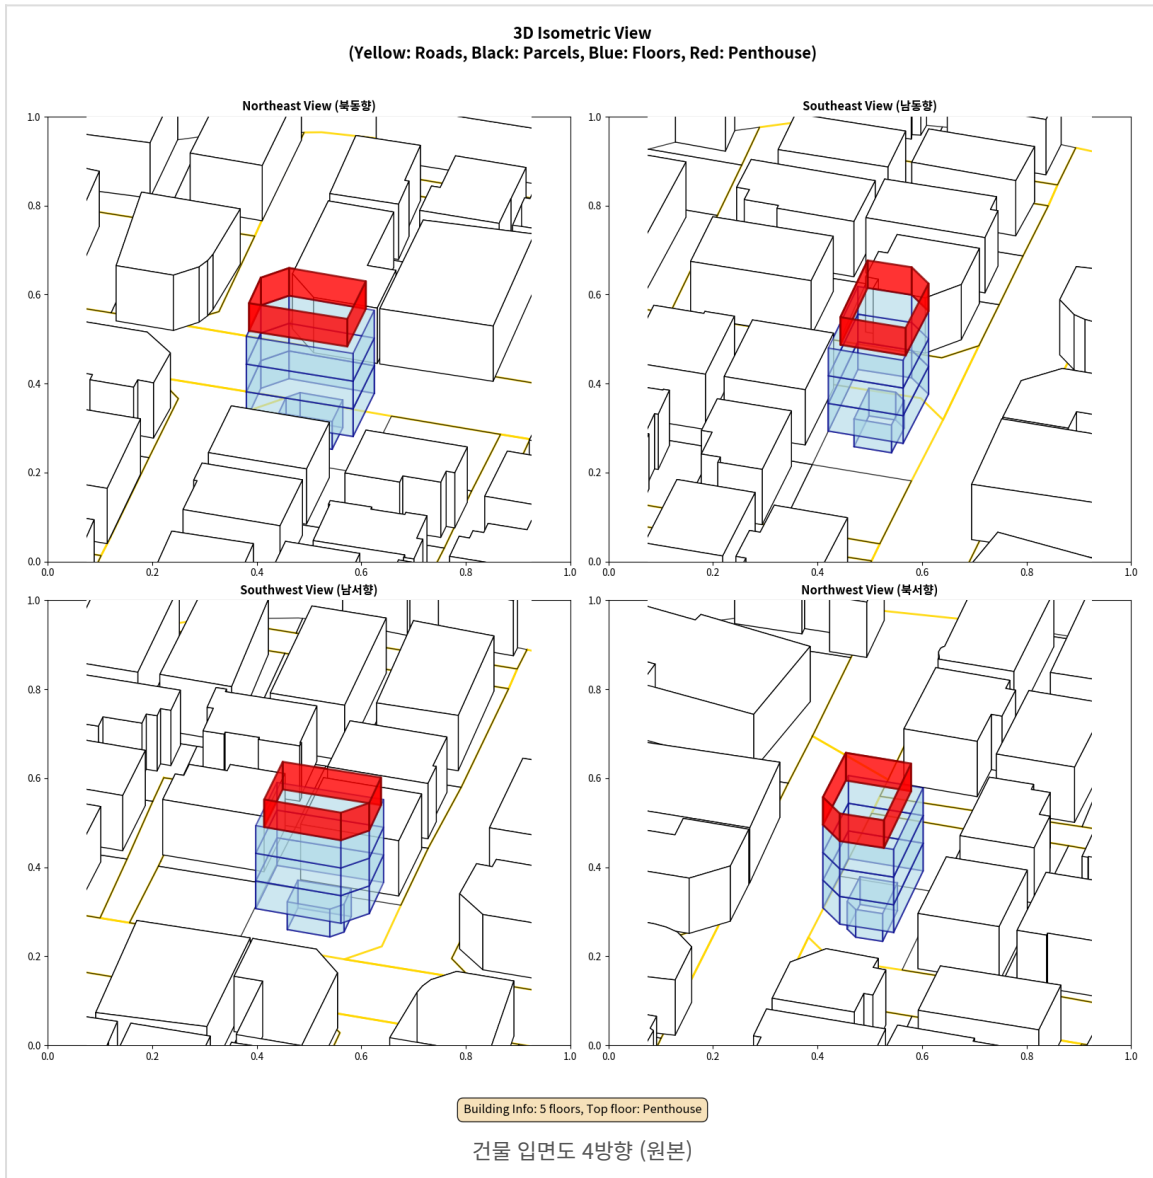 3D Isometric View
(Yellow: Roads, Black: Parcels, Blue: Floors, Red: Penthouse)
Northeast View (북동향)
1.0
0.8
0.6
0.4
0.2
0.0
0.0 0.2 0.4 0.6 0.8 1.0
Southeast View (남동향)
1.0
0.8
0.6
0.4
0.2
0.0
0.0 0.2 0.4 0.6 0.8 1.0
Southwest View (남서향)
1.0
0.8
0.6
0.4
0.2
0.0
0.0 0.2 0.4 0.6 0.8 1.0
Northwest View (북서향)
1.0
0.8
0.6
0.4
0.2
0.0
0.0 0.2 0.4 0.6 0.8 1.0
Building Info: 5 floors, Top floor: Penthouse
건물 입면도 4방향 (원본)